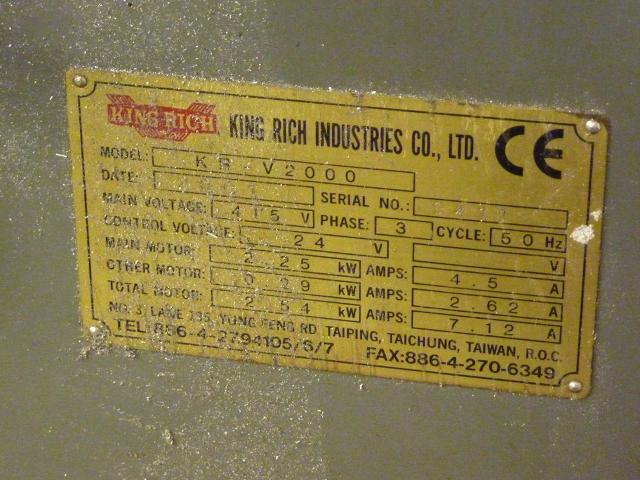 KING RICH
KING RICH INDUSTRIES CO., LTD. CE
MODEL: KR-V2000
DATE: SERIAL NO.:
MAIN VOLTAGE: 415 V PHASE: 3 CYCLE: 50 Hz
CONTROL VOLTAGE: 24 V V
MAIN MOTOR: 2.25 kW AMPS: 4.5 A
OTHER MOTOR: 0.29 kW AMPS: 2.62 A
TOTAL MOTOR: 2.54 kW AMPS: 7.12 A
NO. 3, LANE 135, YUNG FENG RD. TAIPING, TAICHUNG, TAIWAN, R.O.C.
TEL:886-4-2794105/6/7 FAX:886-4-270-6349